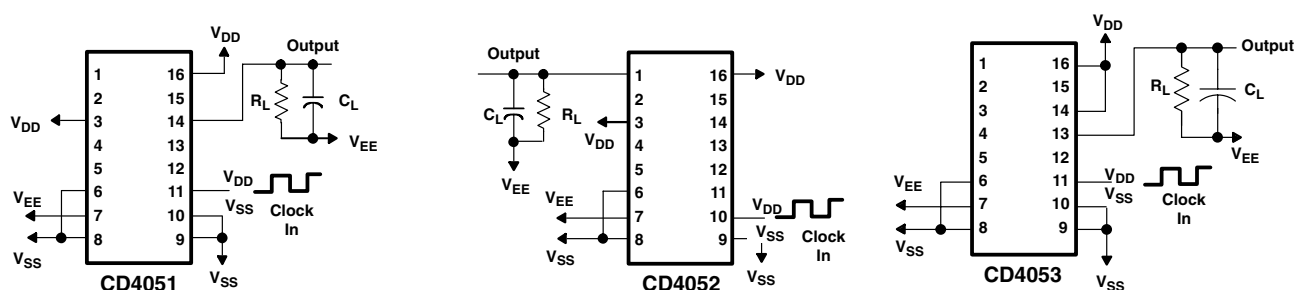 VDD
Output
1 16
2 15
3 14
4 13
5 12
6 11
7 10
8 9
VDD
RL
CL
VEE
VEE
VSS
VDD
VSS
Clock
In
VSS
CD4051
Output
CL
RL
VEE
VDD
1 16
2 15
3 14
4 13
5 12
6 11
7 10
8 9
VDD
VEE
VSS
VDD
VSS
Clock
In
VSS
CD4052
VDD
Output
1 16
2 15
3 14
4 13
5 12
6 11
7 10
8 9
RL
CL
VEE
VEE
VSS
VDD
VSS
Clock
In
VSS
CD4053